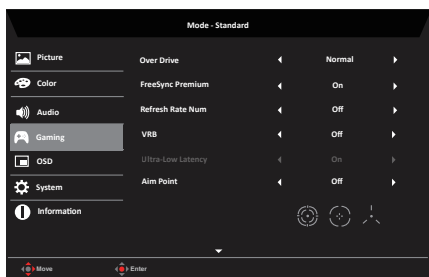 Mode - Standard
Picture
Color
Audio
Gaming
OSD
System
Information
Over Drive Normal
FreeSync Premium On
Refresh Rate Num Off
VRB Off
Ultra-Low Latency On
Aim Point Off
Move Enter